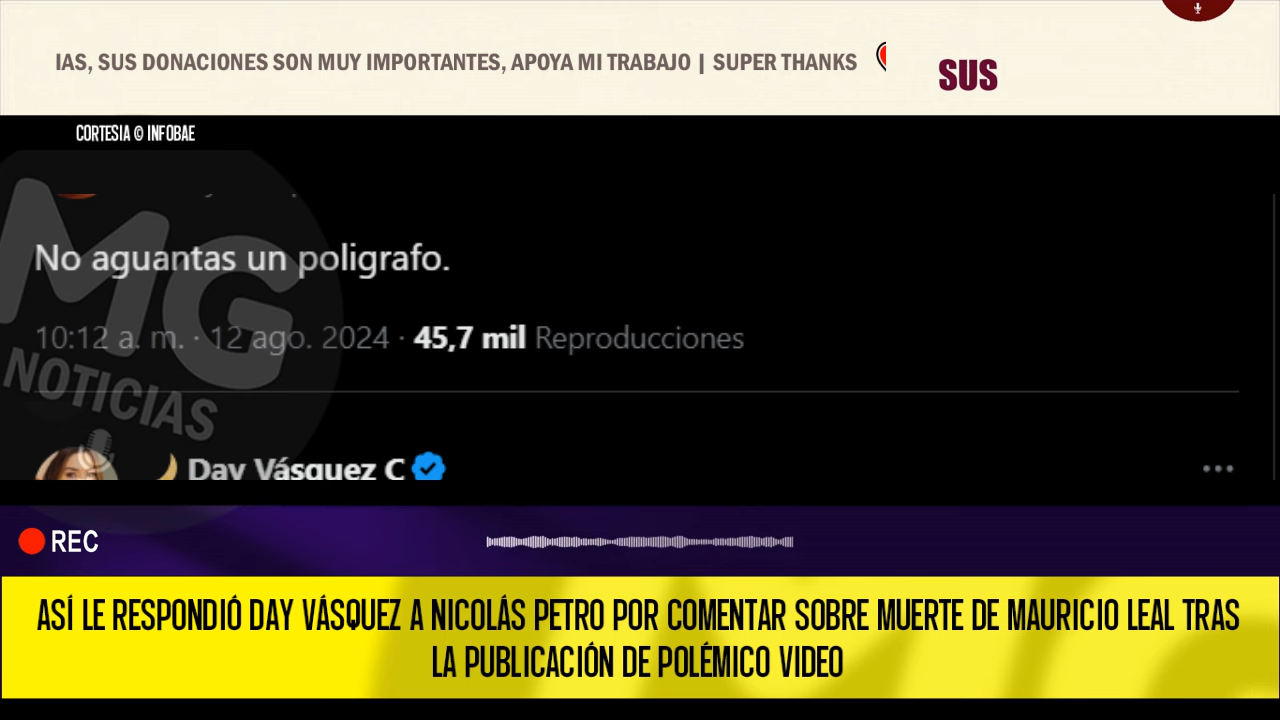 IAS, SUS DONACIONES SON MUY IMPORTANTES, APOYA MI TRABAJO | SUPER THANKS
SUS
CORTESIA © INFOBAE
No aguantas un poligrafo.
10:12 a. m. · 12 ago. 2024 · 45,7 mil Reproducciones
MG
NOTICIAS
Day Vásquez C
REC
ASÍ LE RESPONDIÓ DAY VÁSQUEZ A NICOLÁS PETRO POR COMENTAR SOBRE MUERTE DE MAURICIO LEAL TRAS
LA PUBLICACIÓN DE POLÉMICO VIDEO